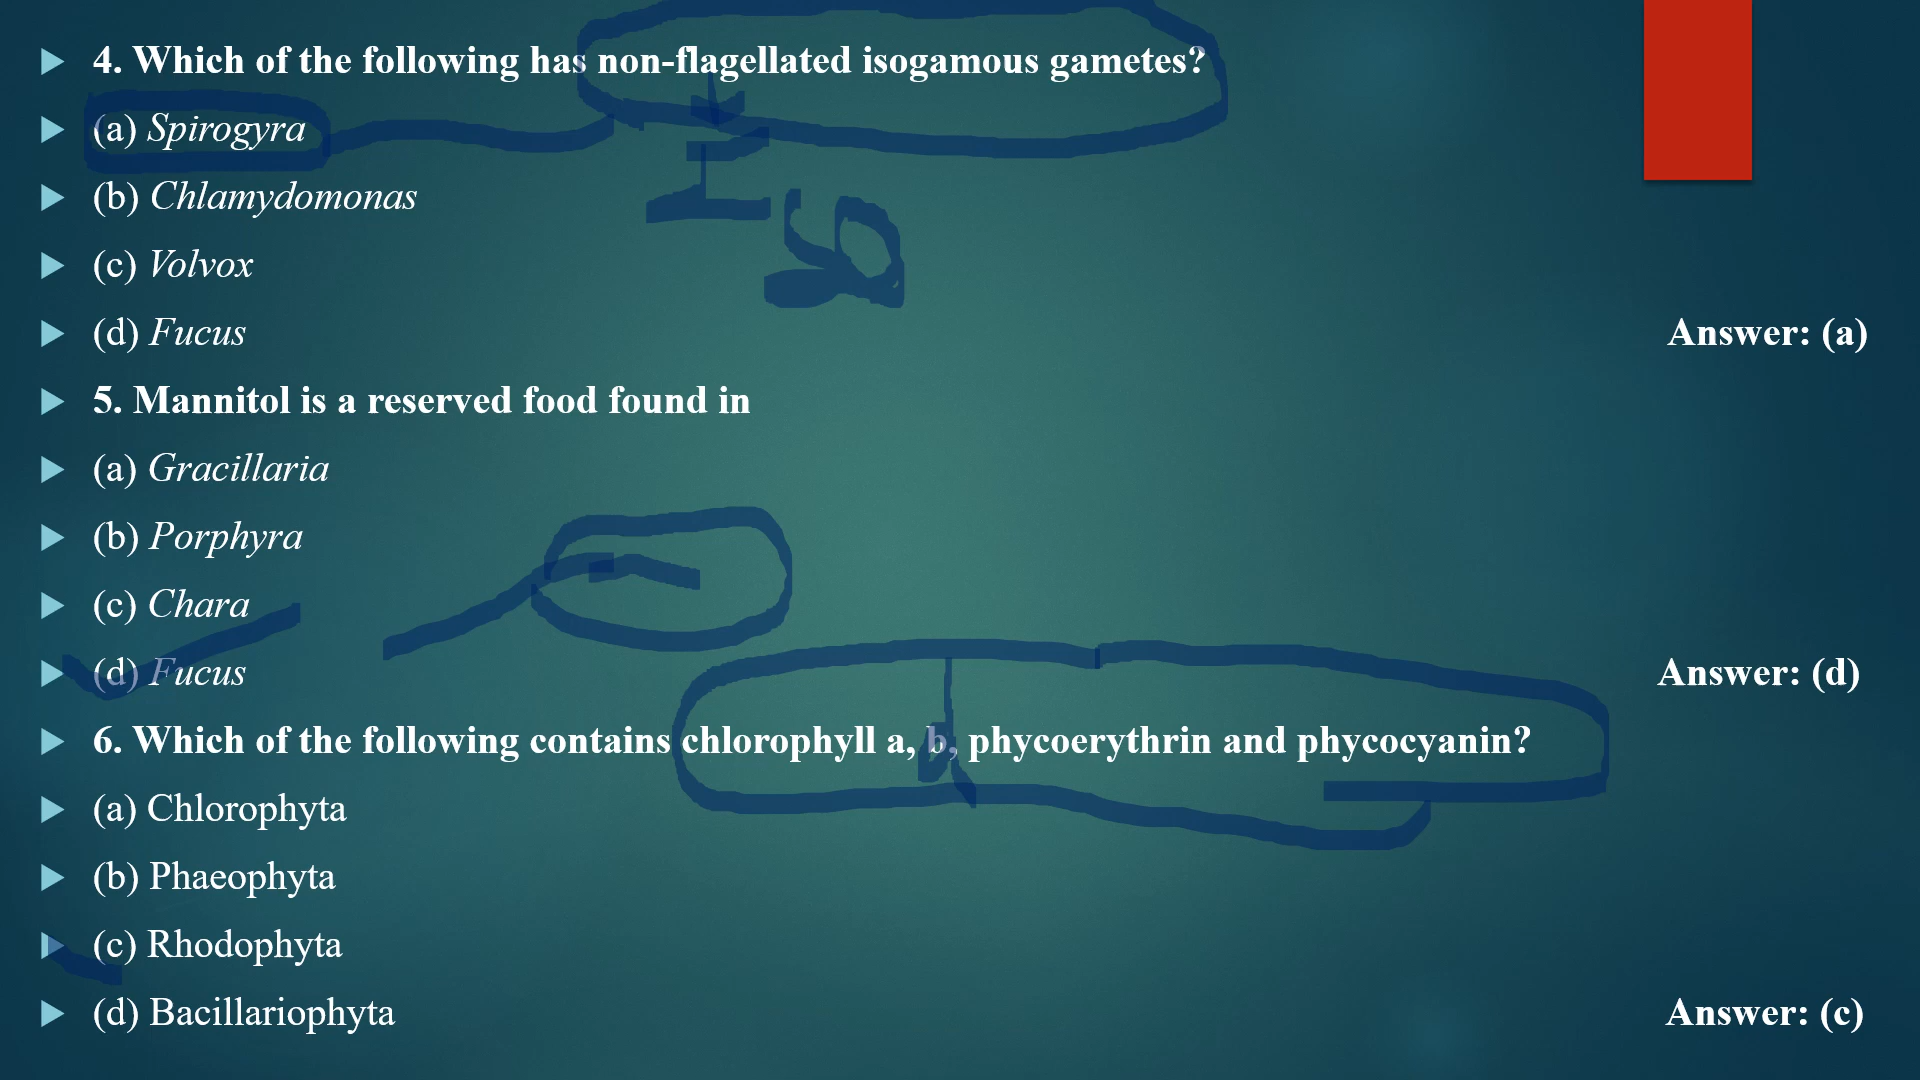 4. Which of the following has non-flagellated isogamous gametes?
(a) Spirogyra
(b) Chlamydomonas
(c) Volvox
(d) Fucus Answer: (a)
5. Mannitol is a reserved food found in
(a) Gracillaria
(b) Porphyra
(c) Chara
(d) Fucus Answer: (d)
6. Which of the following contains chlorophyll a, b, phycoerythrin and phycocyanin?
(a) Chlorophyta
(b) Phaeophyta
(c) Rhodophyta
(d) Bacillariophyta Answer: (c)